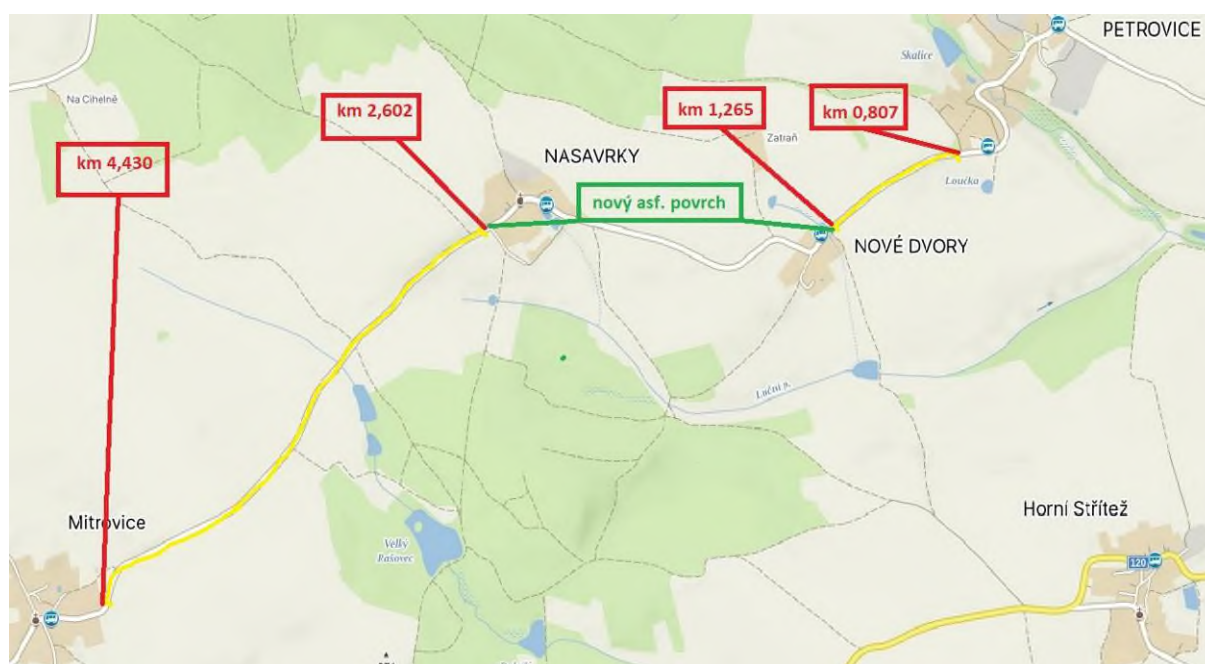 PETROVICE
Skalice
Na Cihelně
km 2,602
km 1,265
km 0,807
Zatraň
km 4,430
NASAVRKY
Loučka
nový asf. povrch
NOVÉ DVORY
Luční p.
Mitrovice
Horní Střítež
Velký
Rašovec
120